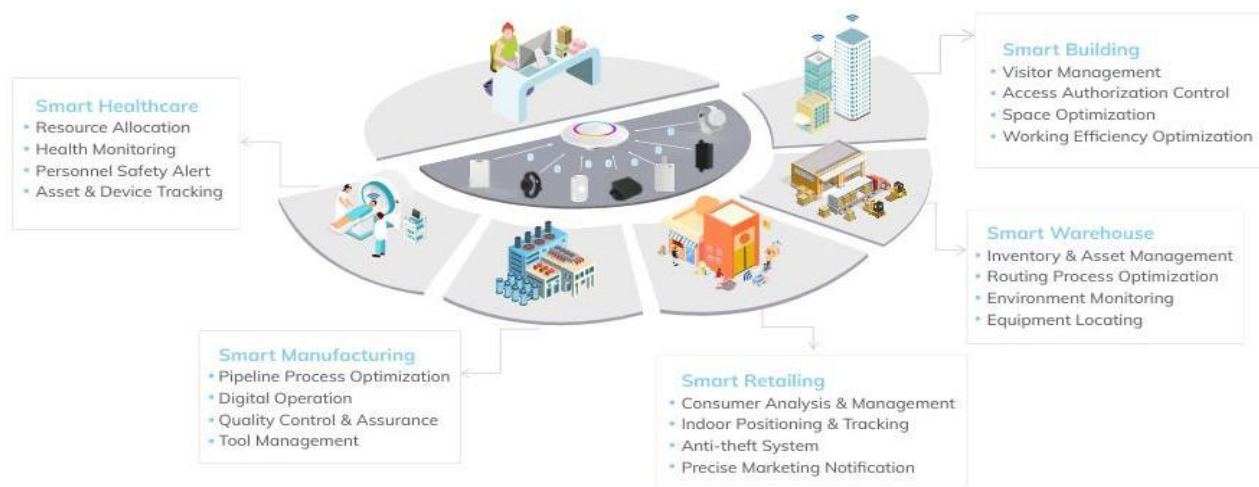 Smart Building
• Visitor Management
• Access Authorization Control
• Space Optimization
• Working Efficiency Optimization
Smart Healthcare
• Resource Allocation
• Health Monitoring
• Personnel Safety Alert
• Asset & Device Tracking
Smart Warehouse
• Inventory & Asset Management
• Routing Process Optimization
• Environment Monitoring
• Equipment Locating
Smart Manufacturing
• Pipeline Process Optimization
• Digital Operation
• Quality Control & Assurance
• Tool Management
Smart Retailing
• Consumer Analysis & Management
• Indoor Positioning & Tracking
• Anti-theft System
• Precise Marketing Notification